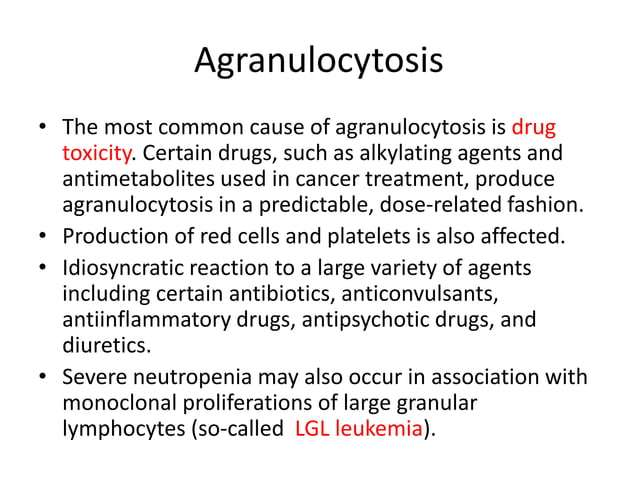 Agranulocytosis
• The most common cause of agranulocytosis is drug
toxicity. Certain drugs, such as alkylating agents and
antimetabolites used in cancer treatment, produce
agranulocytosis in a predictable, dose-related fashion.
• Production of red cells and platelets is also affected.
• Idiosyncratic reaction to a large variety of agents
including certain antibiotics, anticonvulsants,
antiinflammatory drugs, antipsychotic drugs, and
diuretics.
• Severe neutropenia may also occur in association with
monoclonal proliferations of large granular
lymphocytes (so-called  LGL leukemia).